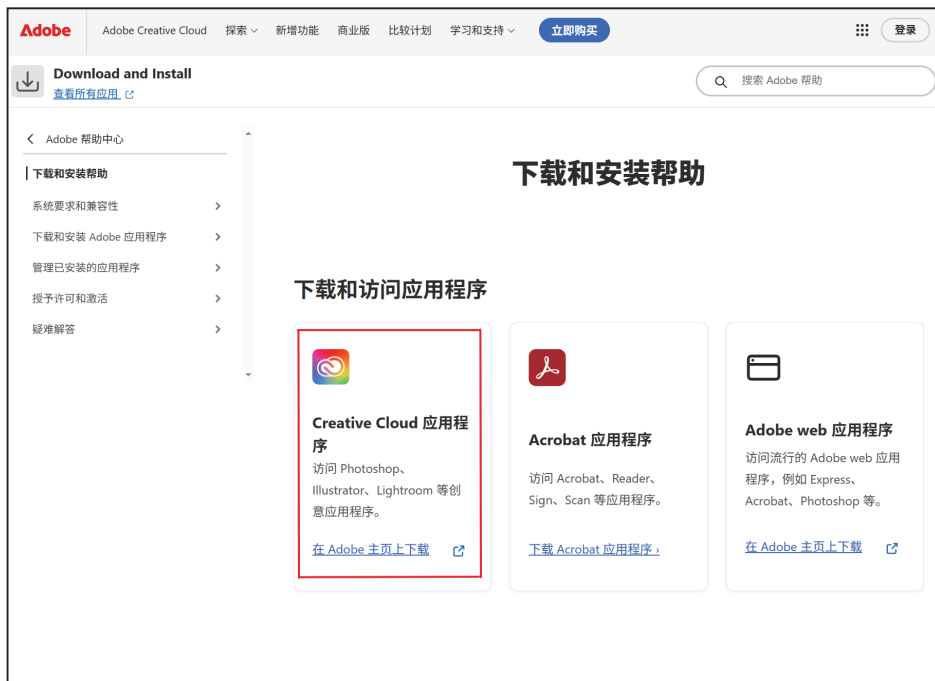 Adobe
Adobe Creative Cloud 探索 新增功能 商业版 比较计划 学习和支持 立即购买 登录
Download and Install
查看所有应用
搜索 Adobe 帮助
Adobe 帮助中心
下载和安装帮助
系统要求和兼容性
下载和安装 Adobe 应用程序
管理已安装的应用程序
授予许可和激活
疑难解答
下载和安装帮助
下载和访问应用程序
Creative Cloud 应用程
序
访问 Photoshop、
Illustrator、Lightroom 等创
意应用程序。
在 Adobe 主页上下载
Acrobat 应用程序
访问 Acrobat、Reader、
Sign、Scan 等应用程序。
下载 Acrobat 应用程序 ›
Adobe web 应用程序
访问流行的 Adobe web 应用
程序，例如 Express、
Acrobat、Photoshop 等。
在 Adobe 主页上下载